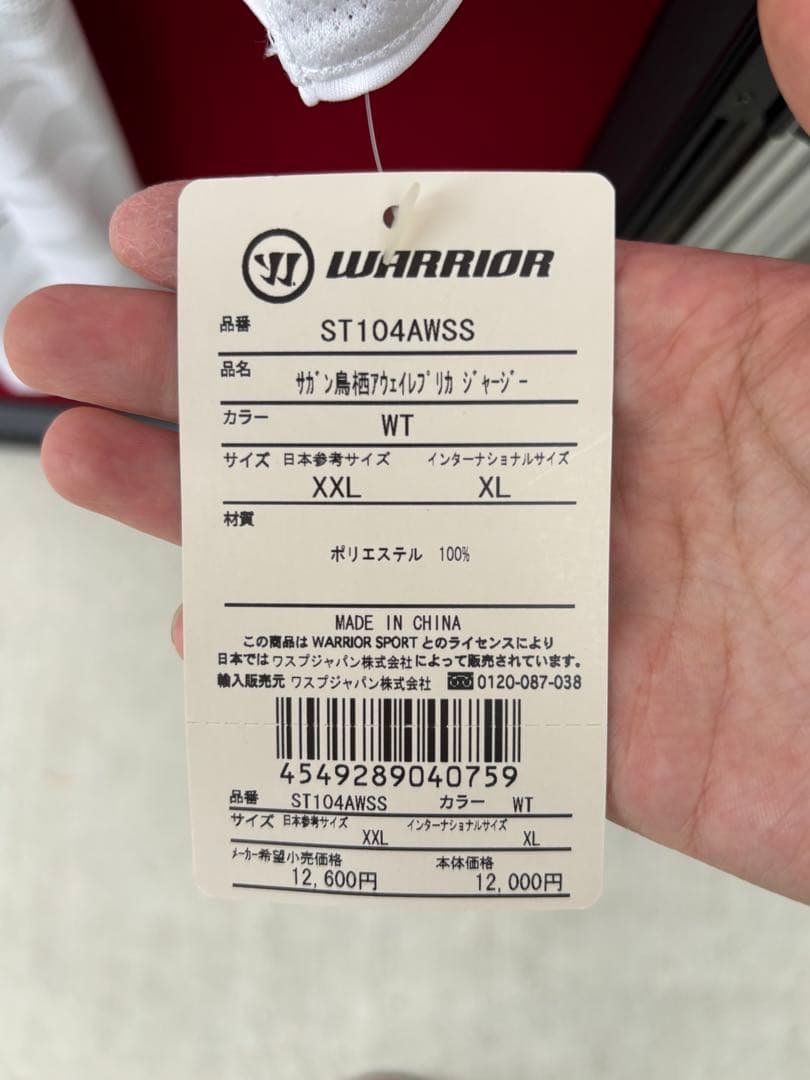 WARRIOR
品番 ST104AWSS
品名 サガン鳥栖アウェイレプリカ ジャージー
カラー WT
サイズ 日本参考サイズ インターナショナルサイズ
XXL XL
材質
ポリエステル 100%
MADE IN CHINA
この商品は WARRIOR SPORT とのライセンスにより
日本では ワスプジャパン株式会社 によって販売されています。
輸入販売元 ワスプジャパン株式会社 0120-087-038
4549289040759
品番 ST104AWSS カラー WT
サイズ 日本参考サイズ インターナショナルサイズ
XXL XL
メーカー希望小売価格 本体価格
12,600円 12,000円